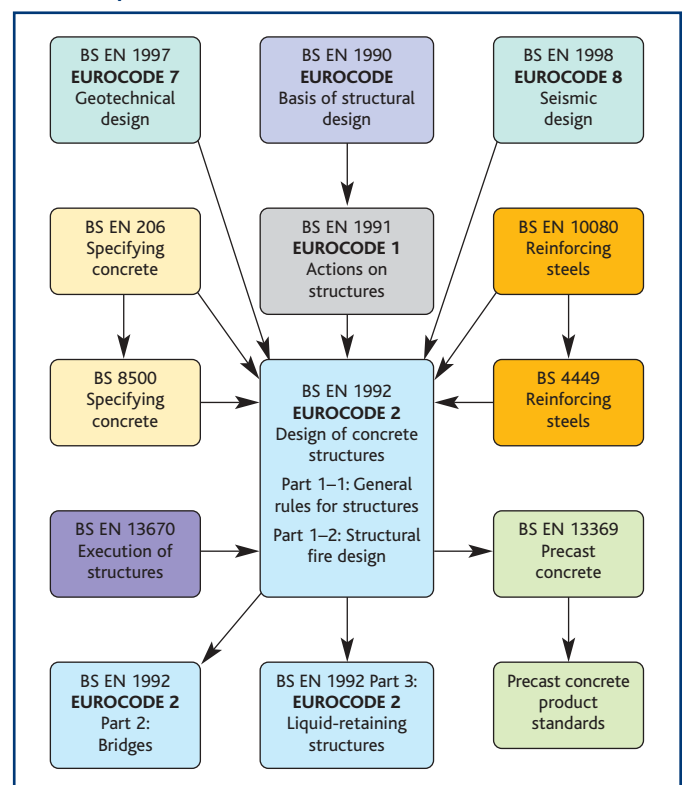 BS EN 1997
EUROCODE 7
Geotechnical
design
BS EN 1990
EUROCODE
Basis of structural
design
BS EN 1998
EUROCODE 8
Seismic
design
BS EN 206
Specifying
concrete
BS EN 1991
EUROCODE 1
Actions on
structures
BS EN 10080
Reinforcing
steels
BS 8500
Specifying
concrete
BS EN 1992
EUROCODE 2
Design of concrete
structures
Part 1–1: General
rules for structures
Part 1–2: Structural
fire design
BS 4449
Reinforcing
steels
BS EN 13670
Execution of
structures
BS EN 13369
Precast
concrete
BS EN 1992
EUROCODE 2
Part 2:
Bridges
BS EN 1992 Part 3:
EUROCODE 2
Liquid-retaining
structures
Precast concrete
product
standards